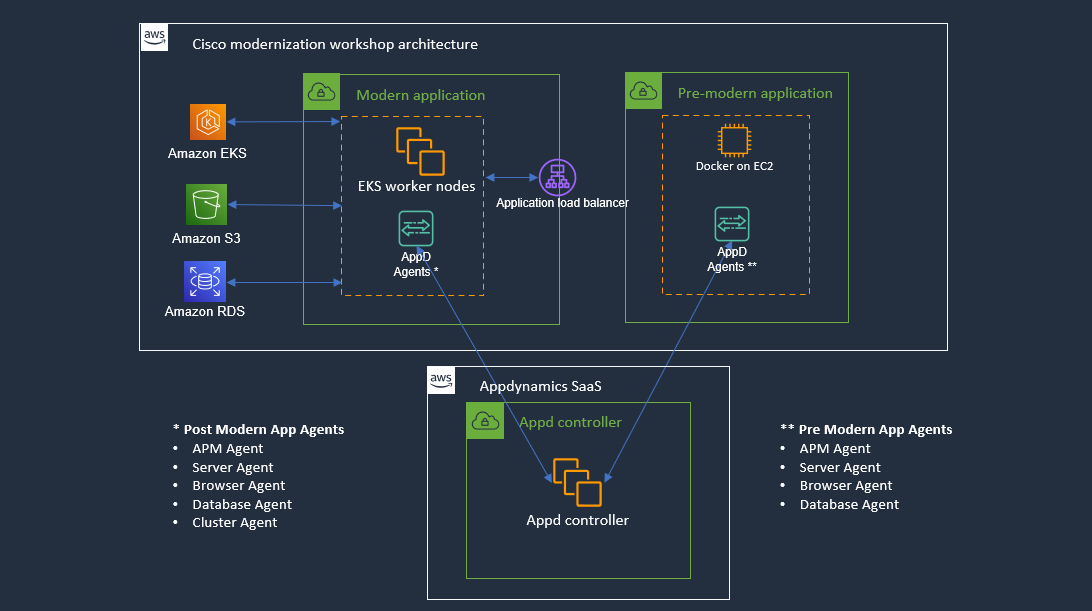 aws
Cisco modernization workshop architecture
Modern application
Pre-modern application
Amazon EKS
EKS worker nodes
Docker on EC2
Application load balancer
Amazon S3
AppD
Agents *
AppD
Agents **
Amazon RDS
aws
Appdynamics SaaS
Appd controller
Appd controller
* Post Modern App Agents
• APM Agent
• Server Agent
• Browser Agent
• Database Agent
• Cluster Agent
** Pre Modern App Agents
• APM Agent
• Server Agent
• Browser Agent
• Database Agent